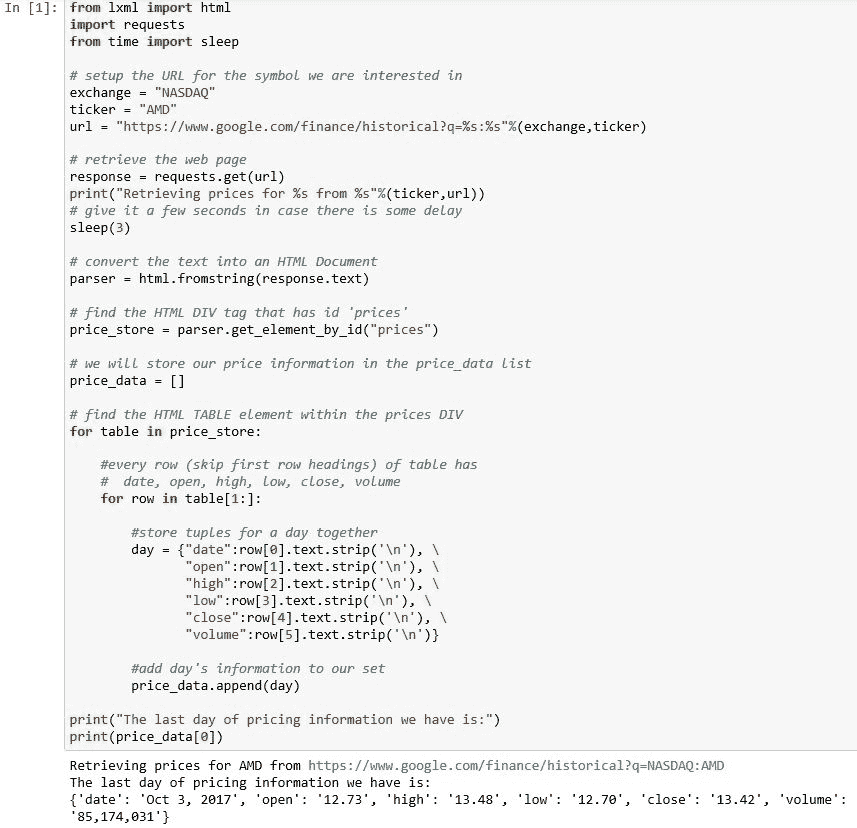 In [1]: from lxml import html
import requests
from time import sleep
# setup the URL for the symbol we are interested in
exchange = "NASDAQ"
ticker = "AMD"
url = "https://www.google.com/finance/historical?q=%s:%s"%(exchange,ticker)
# retrieve the web page
response = requests.get(url)
print("Retrieving prices for %s from %s"%(ticker,url))
# give it a few seconds in case there is some delay
sleep(3)
# convert the text into an HTML Document
parser = html.fromstring(response.text)
# find the HTML DIV tag that has id 'prices'
price_store = parser.get_element_by_id("prices")
# we will store our price information in the price_data list
price_data = []
# find the HTML TABLE element within the prices DIV
for table in price_store:
#every row (skip first row headings) of table has
#  date, open, high, low, close, volume
for row in table[1:]:
#store tuples for a day together
day = {"date":row[0].text.strip('\n'), \
"open":row[1].text.strip('\n'), \
"high":row[2].text.strip('\n'), \
"low":row[3].text.strip('\n'), \
"close":row[4].text.strip('\n'), \
"volume":row[5].text.strip('\n')}
#add day's information to our set
price_data.append(day)
print("The last day of pricing information we have is:")
print(price_data[0])
Retrieving prices for AMD from https://www.google.com/finance/historical?q=NASDAQ:AMD
The last day of pricing information we have is:
{'date': 'Oct 3, 2017', 'open': '12.73', 'high': '13.48', 'low': '12.70', 'close': '13.42', 'volume':
'85,174,031'}